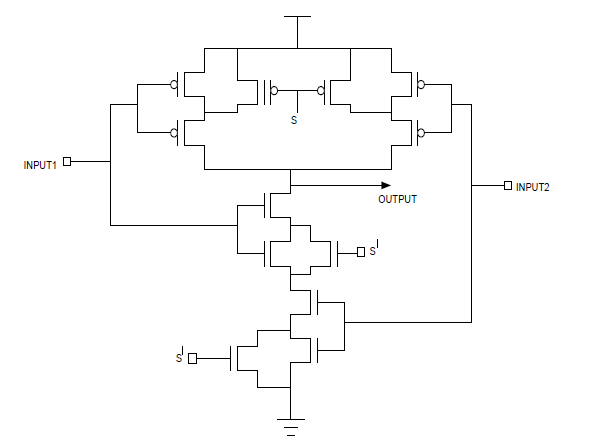 S
INPUT1
INPUT2
OUTPUT
S'
S'